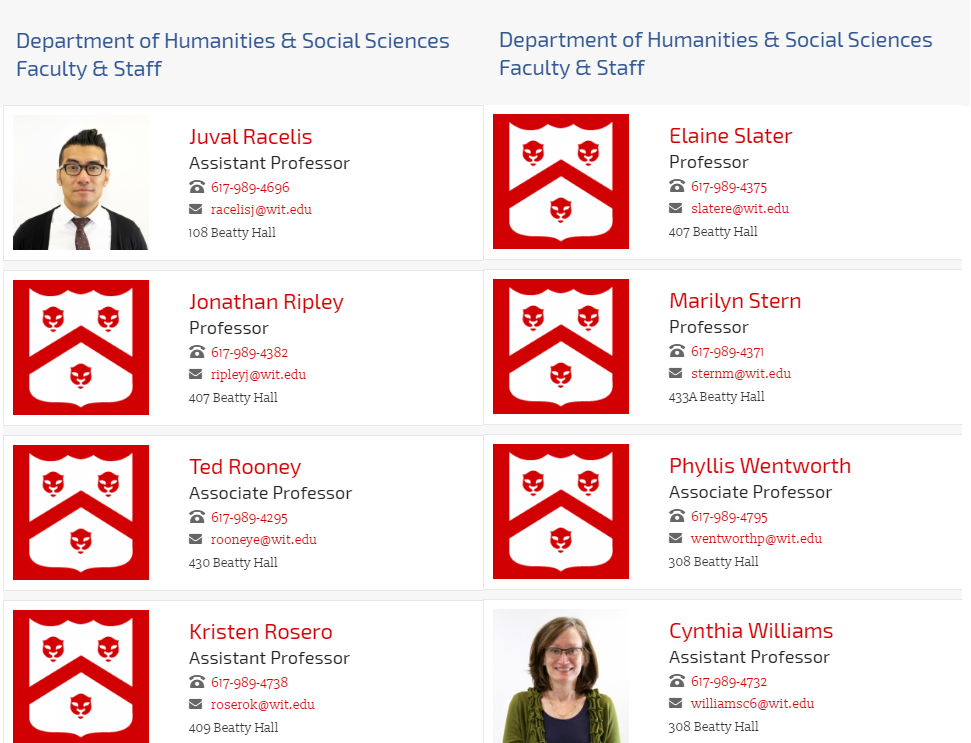 Department of Humanities & Social Sciences
Faculty & Staff
Juval Racelis
Assistant Professor
617-989-4696
racelisj@wit.edu
108 Beatty Hall
Jonathan Ripley
Professor
617-989-4382
ripleyj@wit.edu
407 Beatty Hall
Ted Rooney
Associate Professor
617-989-4295
rooneye@wit.edu
430 Beatty Hall
Kristen Rosero
Assistant Professor
617-989-4738
roserok@wit.edu
409 Beatty Hall
Department of Humanities & Social Sciences
Faculty & Staff
Elaine Slater
Professor
617-989-4375
slatere@wit.edu
407 Beatty Hall
Marilyn Stern
Professor
617-989-4371
sternm@wit.edu
433A Beatty Hall
Phyllis Wentworth
Associate Professor
617-989-4795
wentworthp@wit.edu
308 Beatty Hall
Cynthia Williams
Assistant Professor
617-989-4732
williamsc6@wit.edu
308 Beatty Hall